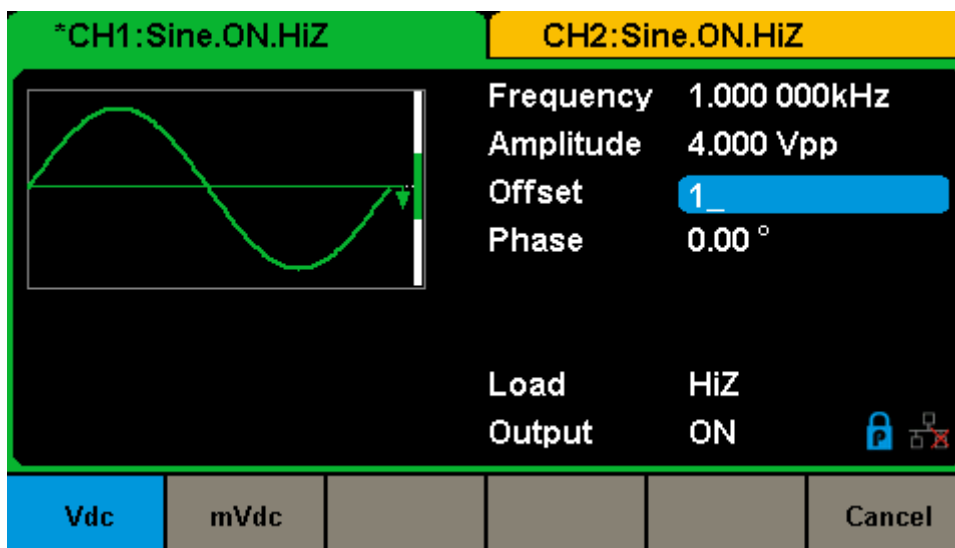 *CH1:Sine.ON.HiZ CH2:Sine.ON.HiZ
Frequency 1.000 000kHz
Amplitude 4.000 Vpp
Offset 1_
Phase 0.00 °
Load HiZ
Output ON
P
Vdc mVdc Cancel